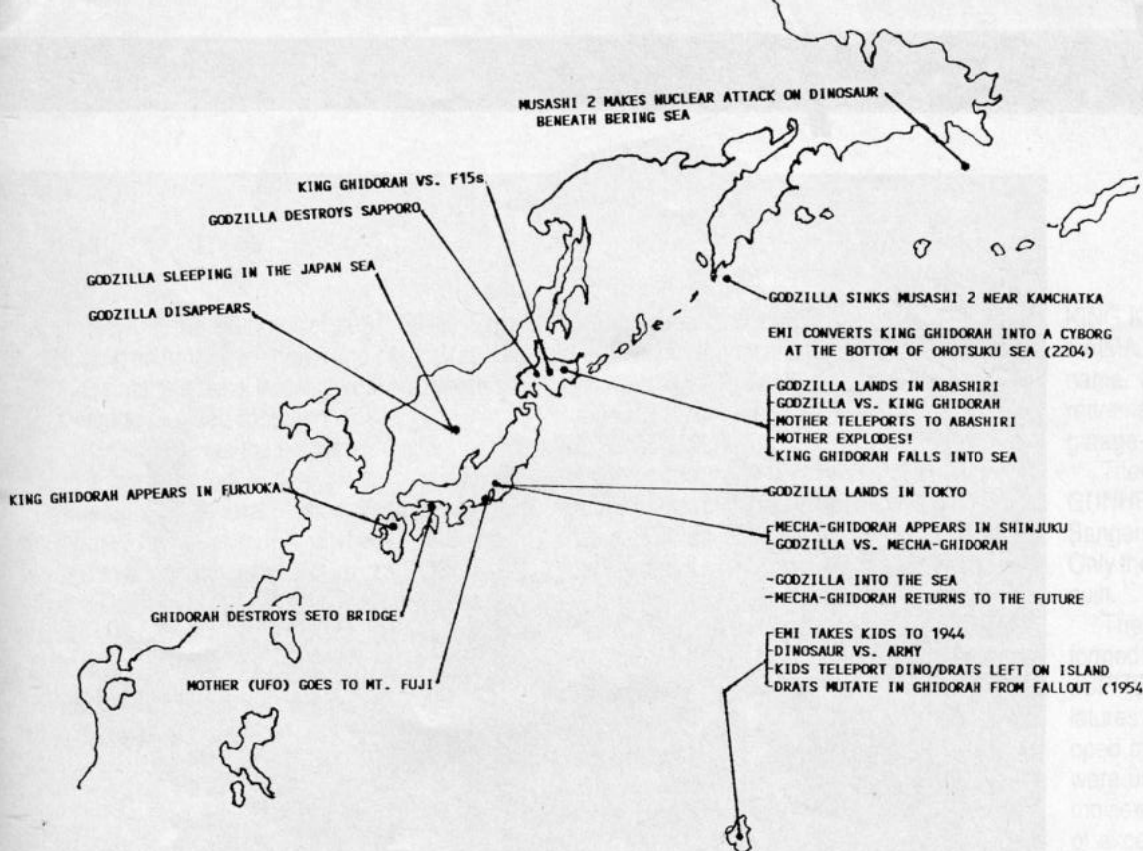 MUSASHI 2 MAKES NUCLEAR ATTACK ON DINOSAUR
BENEATH BERING SEA
KING GHIDORAH VS. F15s
GODZILLA DESTROYS SAPPORO
GODZILLA SLEEPING IN THE JAPAN SEA
GODZILLA DISAPPEARS
GODZILLA SINKS MUSASHI 2 NEAR KAMCHATKA
EMI CONVERTS KING GHIDORAH INTO A CYBORG
AT THE BOTTOM OF OHOTSUKU SEA (2204)
GODZILLA LANDS IN ABASHIRI
GODZILLA VS. KING GHIDORAH
MOTHER TELEPORTS TO ABASHIRI
MOTHER EXPLODES!
KING GHIDORAH FALLS INTO SEA
KING GHIDORAH APPEARS IN FUKUOKA
GODZILLA LANDS IN TOKYO
MECHA-GHIDORAH APPEARS IN SHINJUKU
GODZILLA VS. MECHA-GHIDORAH
-GODZILLA INTO THE SEA
-MECHA-GHIDORAH RETURNS TO THE FUTURE
GHIDORAH DESTROYS SETO BRIDGE
MOTHER (UFO) GOES TO MT. FUJI
EMI TAKES KIDS TO 1944
DINOSAUR VS. ARMY
KIDS TELEPORT DINO/DRATS LEFT ON ISLAND
DRATS MUTATE IN GHIDORAH FROM FALLOUT (1954